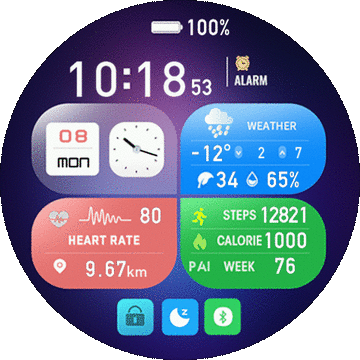 100%
10:18 53
ALARM
08
MON
WEATHER
-12° 2 7
34 65%
80
HEART RATE
9.67km
STEPS 12821
CALORIE 1000
PAI WEEK 76